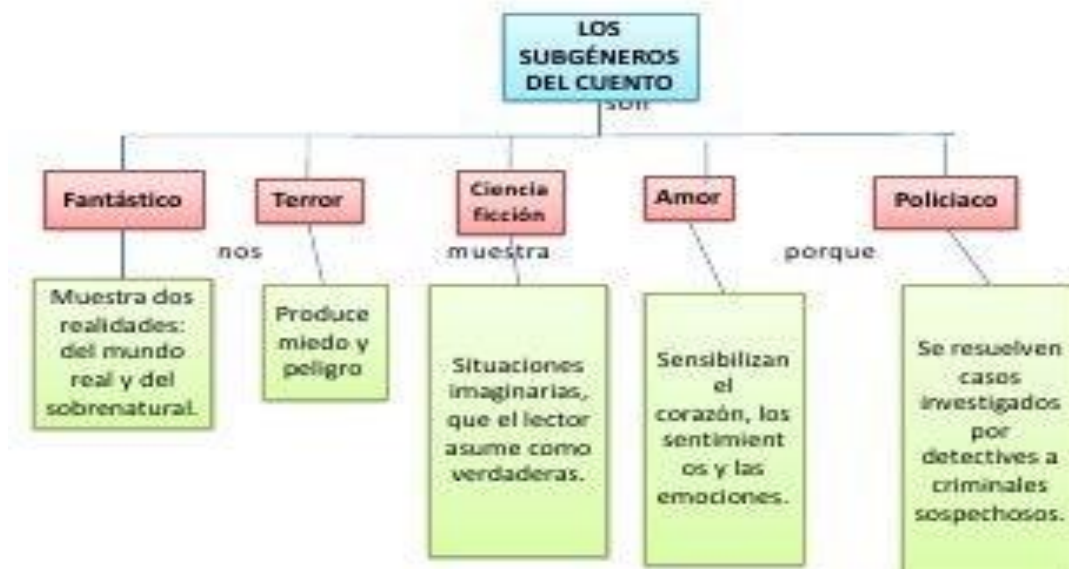 LOS
SUBGÉNEROS
DEL CUENTO
son
Fantástico
Terror
Ciencia
ficción
Amor
Policiaco
nos
muestra
porque
Muestra dos
realidades:
del mundo
real y del
sobrenatural.
Produce
miedo y
peligro
Situaciones
imaginarias,
que el lector
asume como
verdaderas.
Sensibilizan
el
corazón, los
sentimient
os y las
emociones.
Se resuelven
casos
investigados
por
detectives a
criminales
sospechosos.